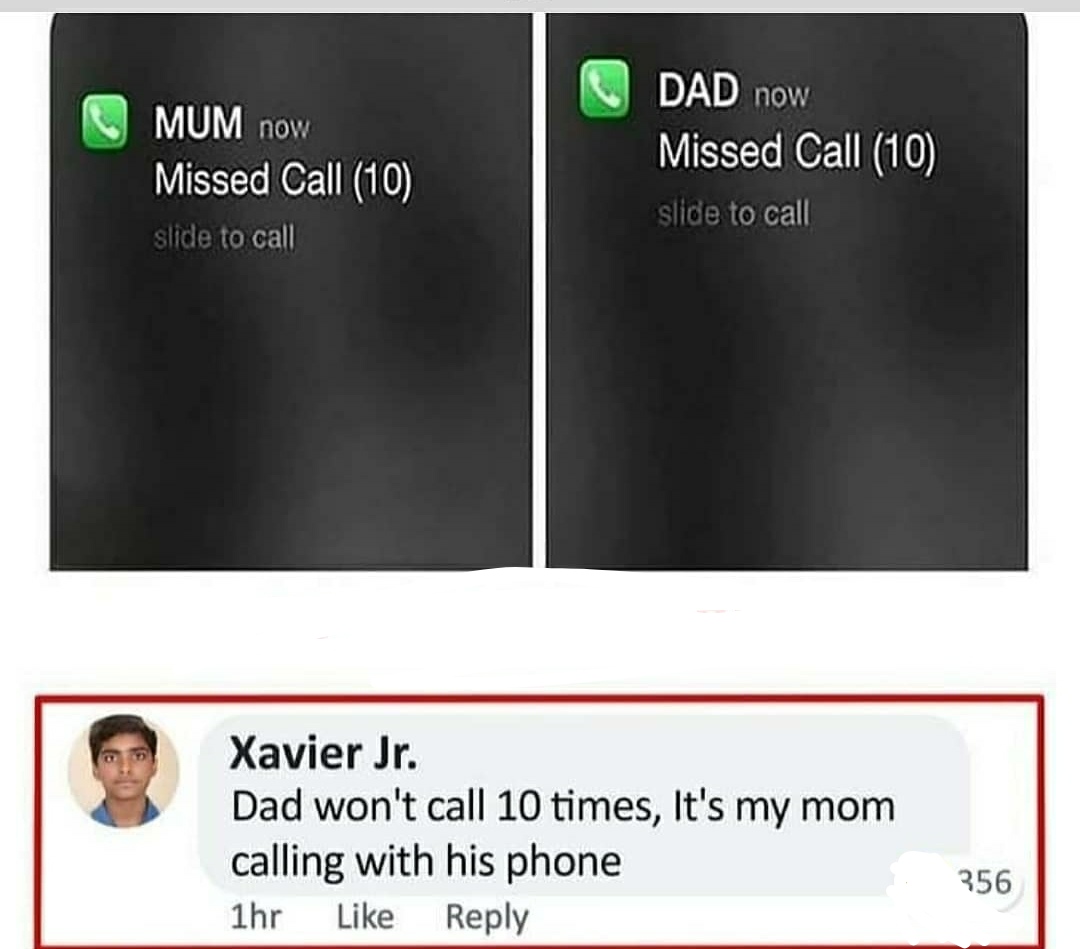 MUM now
Missed Call (10)
slide to call
DAD now
Missed Call (10)
slide to call
Xavier Jr.
Dad won't call 10 times, It's my mom
calling with his phone
356
1hr Like Reply